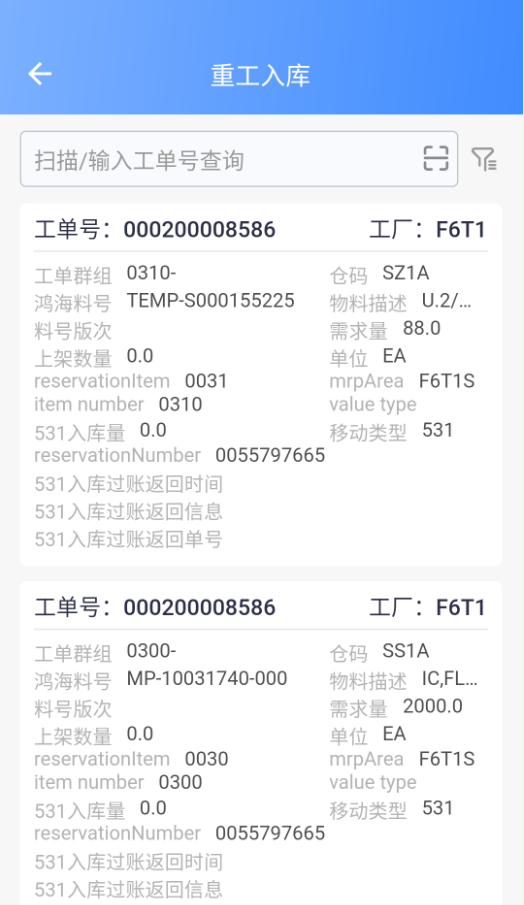 重工入库
扫描/输入工单号查询
工单号：000200008586 工厂：F6T1
工单群组 0310- 仓码 SZ1A
鸿海料号 TEMP-S000155225 物料描述 U.2/...
料号版次 需求量 88.0
上架数量 0.0 单位 EA
reservationItem 0031 mrpArea F6T1S
item number 0310 value type
531入库量 0.0 移动类型 531
reservationNumber 0055797665
531入库过账返回时间
531入库过账返回信息
531入库过账返回单号
工单号：000200008586 工厂：F6T1
工单群组 0300- 仓码 SS1A
鸿海料号 MP-10031740-000 物料描述 IC,FL...
料号版次 需求量 2000.0
上架数量 0.0 单位 EA
reservationItem 0030 mrpArea F6T1S
item number 0300 value type
531入库量 0.0 移动类型 531
reservationNumber 0055797665
531入库过账返回时间
531入库过账返回信息